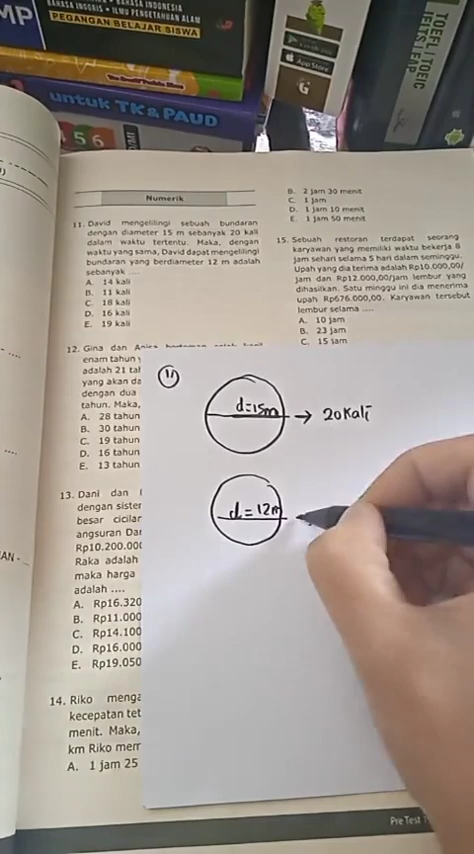 MP
BAHASA INGGRIS • ILMU PENGETAHUAN ALAM
PEGANGAN BELAJAR SISWA
App Store
G
TOEFL | TOEIC
untuk TK & PAUD
5 6
Numerik
11. David mengelilingi sebuah bundaran
dengan diameter 15 m sebanyak 20 kali
dalam waktu tertentu. Maka, dengan
waktu yang sama, David dapat mengelilingi
bundaran yang berdiameter 12 m adalah
sebanyak ....
A. 14 kali
B. 11 kali
C. 18 kali
D. 16 kali
E. 19 kali
12. Gina dan
enam tahun
adalah 21
yang akan
dengan dua
tahun. Maka,
A. 28 tahun
B. 30 tahun
C. 19 tahun
D. 16 tahun
E. 13 tahun
13. Dani dan
dengan
besar
angsuran
Rp10.200.00
Raka adalah
maka harga
adalah ....
A. Rp16.320
B. Rp11.000
C. Rp14.100
D. Rp16.000
E. Rp19.050
14. Riko
kecepatan
menit. Maka,
km Riko
A. 1 jam 25
B. 2 jam 30 menit
C. 1 jam
D. 1 jam 10 menit
E. 1 jam 50 menit
15. Sebuah restoran terdapat seorang
karyawan yang memiliki waktu bekerja 8
jam sehari selama 5 hari dalam seminggu.
Upah yang dia terima adalah Rp10.000,00/
jam dan Rp12.000,00/jam lembur yang
dihasilkan. Satu minggu ini dia menerima
upah Rp676.000,00. Karyawan tersebut
lembur selama ....
A. 10 jam
B. 23 jam
C. 15 jam
11
d=15m → 20 kali
d=12m
Pre Test